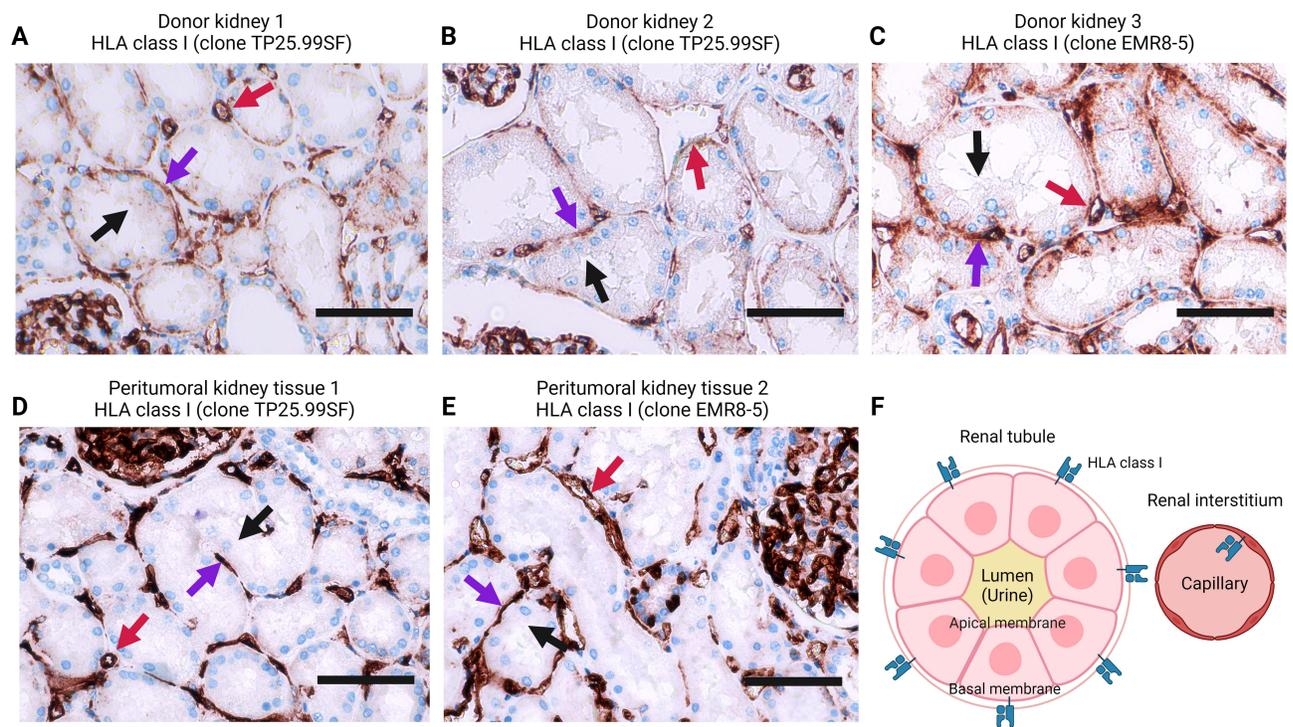 A
Donor kidney 1
HLA class I (clone TP25.99SF)
B
Donor kidney 2
HLA class I (clone TP25.99SF)
C
Donor kidney 3
HLA class I (clone EMR8-5)
D
Peritumoral kidney tissue 1
HLA class I (clone TP25.99SF)
E
Peritumoral kidney tissue 2
HLA class I (clone EMR8-5)
F
Renal tubule
HLA class I
Renal interstitium
Lumen
(Urine)
Capillary
Apical membrane
Basal membrane